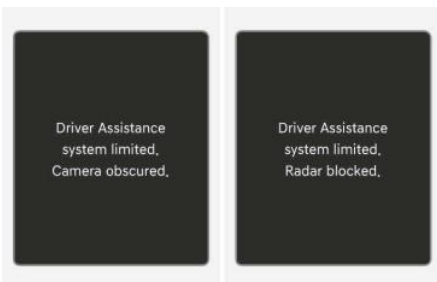 Driver Assistance
system limited.
Camera obscured.
Driver Assistance
system limited.
Radar blocked.